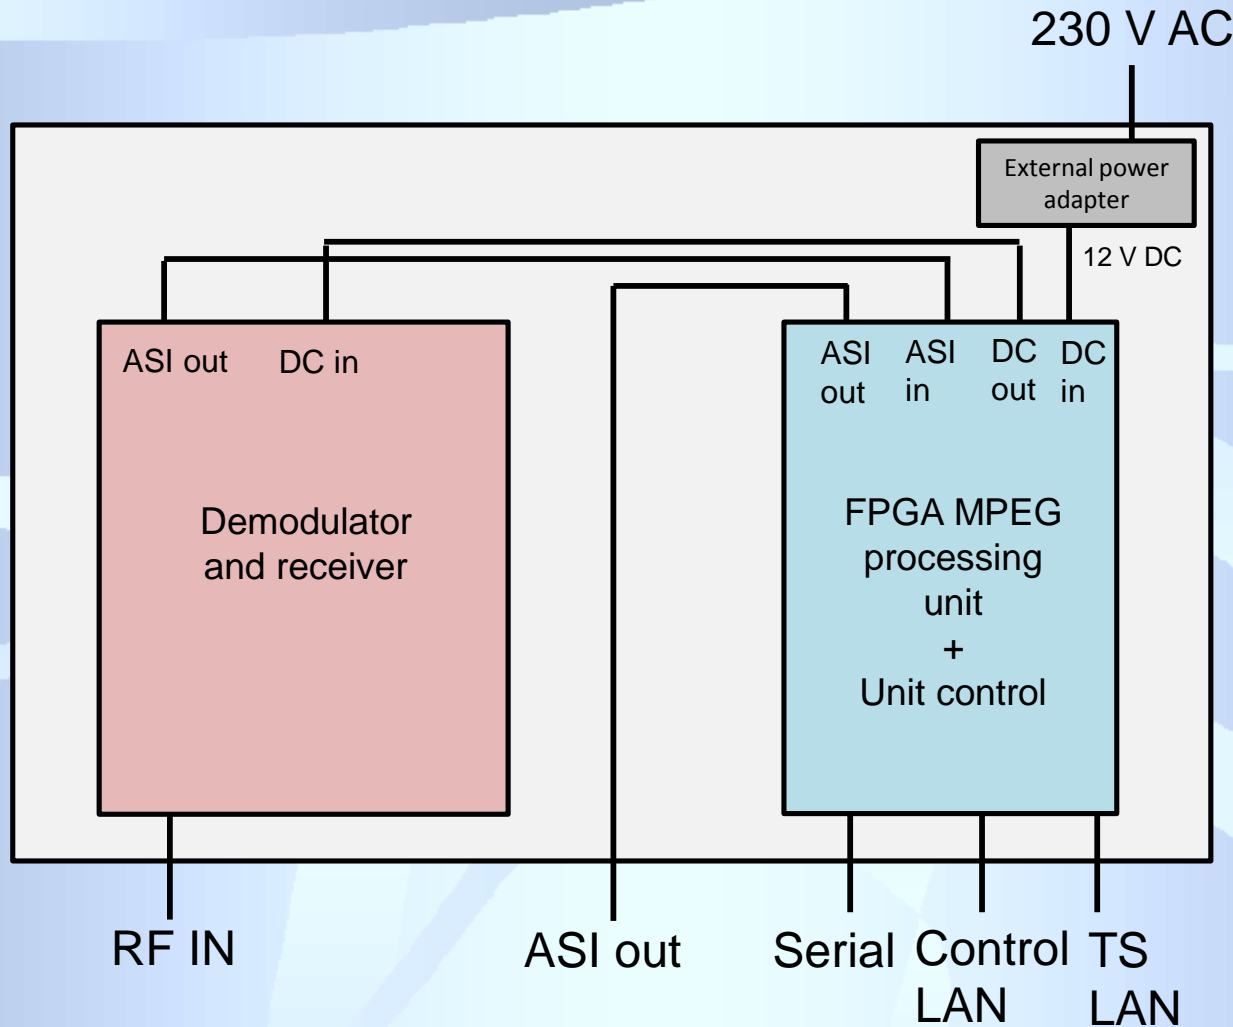 230 V AC
External power
adapter
12 V DC
ASI out
DC in
ASI
out
ASI
in
DC
out
DC
in
Demodulator
and receiver
FPGA MPEG
processing
unit
+
Unit control
RF IN
ASI out
Serial
Control
LAN
TS
LAN